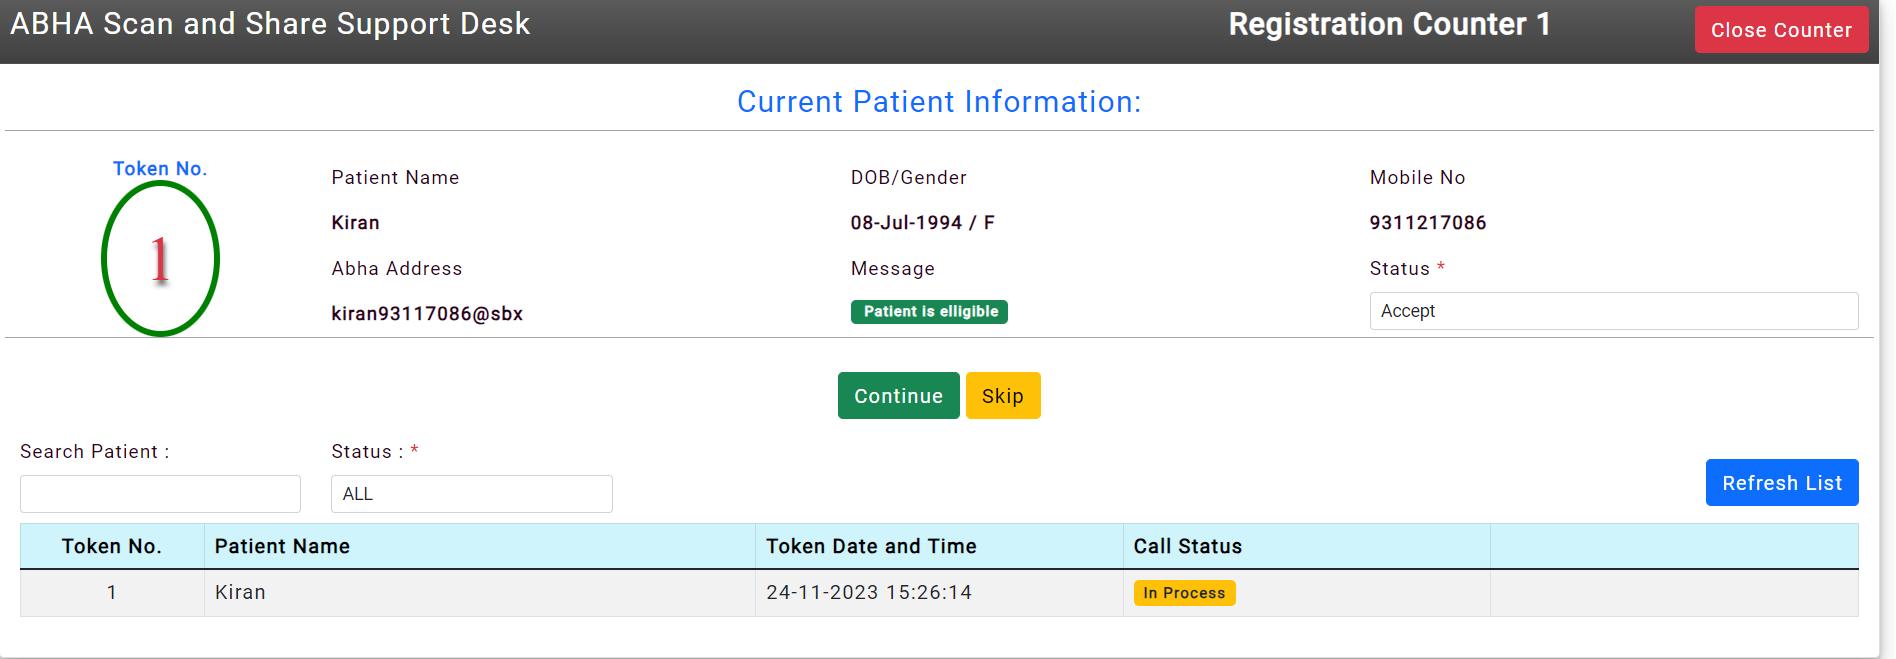 ABHA Scan and Share Support Desk
Registration Counter 1
Close Counter
Current Patient Information:
Token No.
1
Patient Name
DOB/Gender
Mobile No
Kiran
08-Jul-1994 / F
9311217086
Abha Address
Message
Status *
kiran93117086@sbx
Patient is elligible
Accept
Continue
Skip
Search Patient :
Status : *
ALL
Refresh List
Token No. Patient Name Token Date and Time Call Status
1 Kiran 24-11-2023 15:26:14 In Process